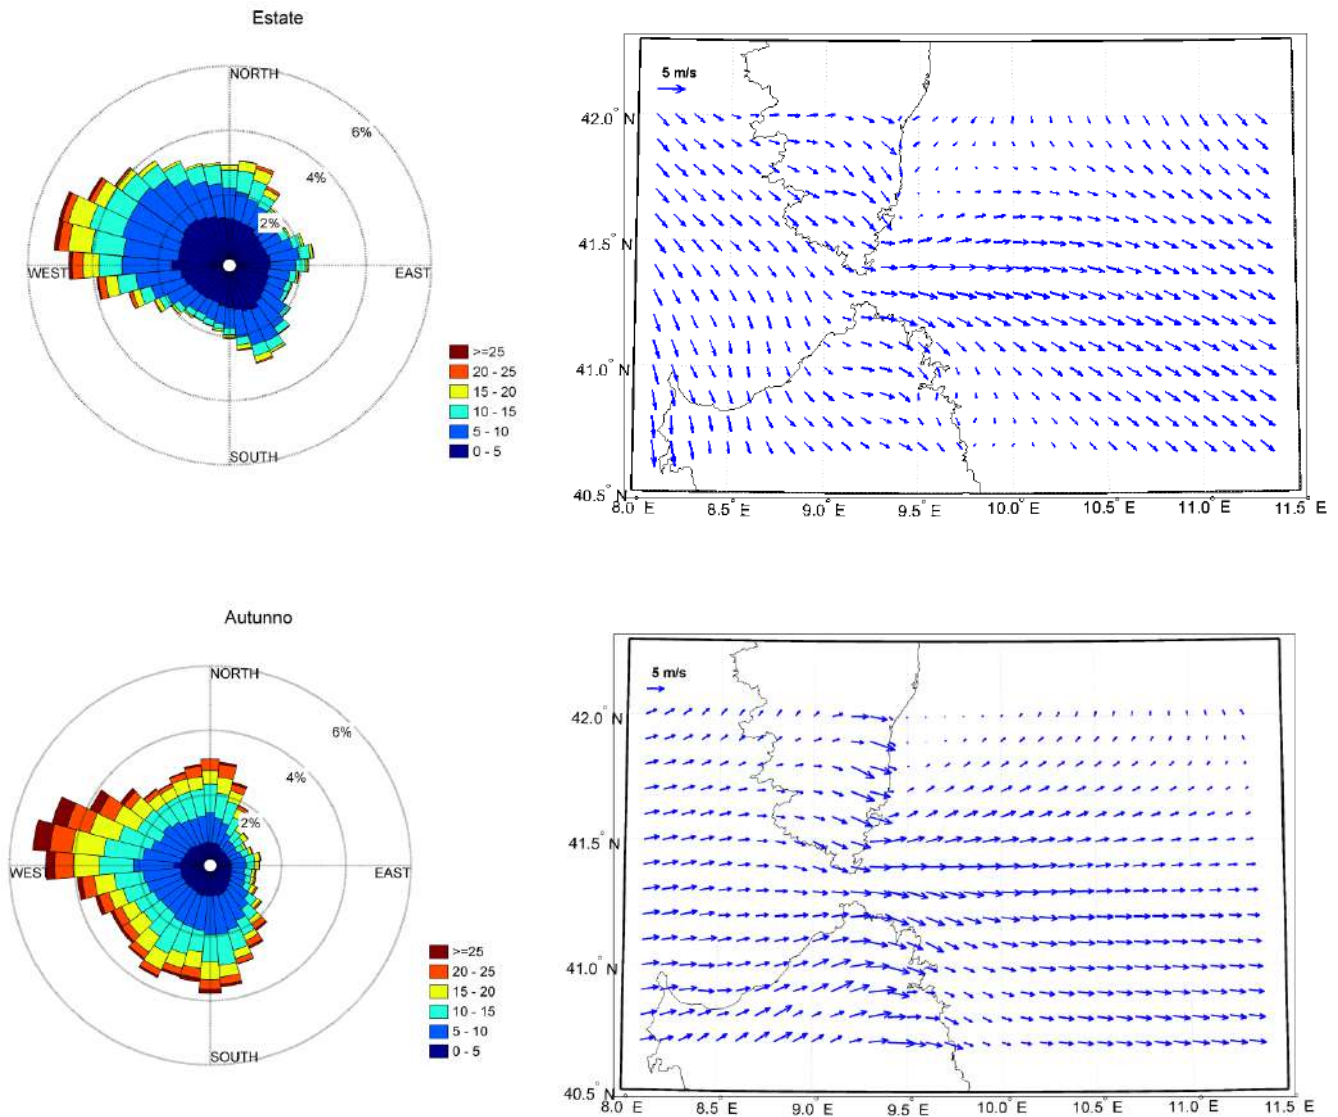 Estate
NORTH
6%
4%
2%
WEST
EAST
SOUTH
>=25
20 - 25
15 - 20
10 - 15
5 - 10
0 - 5
5 m/s
42.0° N
41.5° N
41.0° N
40.5° N
8.0° E 8.5° E 9.0° E 9.5° E 10.0° E 10.5° E 11.0° E 11.5° E
Autunno
NORTH
6%
4%
2%
WEST
EAST
SOUTH
>=25
20 - 25
15 - 20
10 - 15
5 - 10
0 - 5
5 m/s
42.0° N
41.5° N
41.0° N
40.5° N
8.0° E 8.5° E 9.0° E 9.5° E 10.0° E 10.5° E 11.0° E 11.5° E